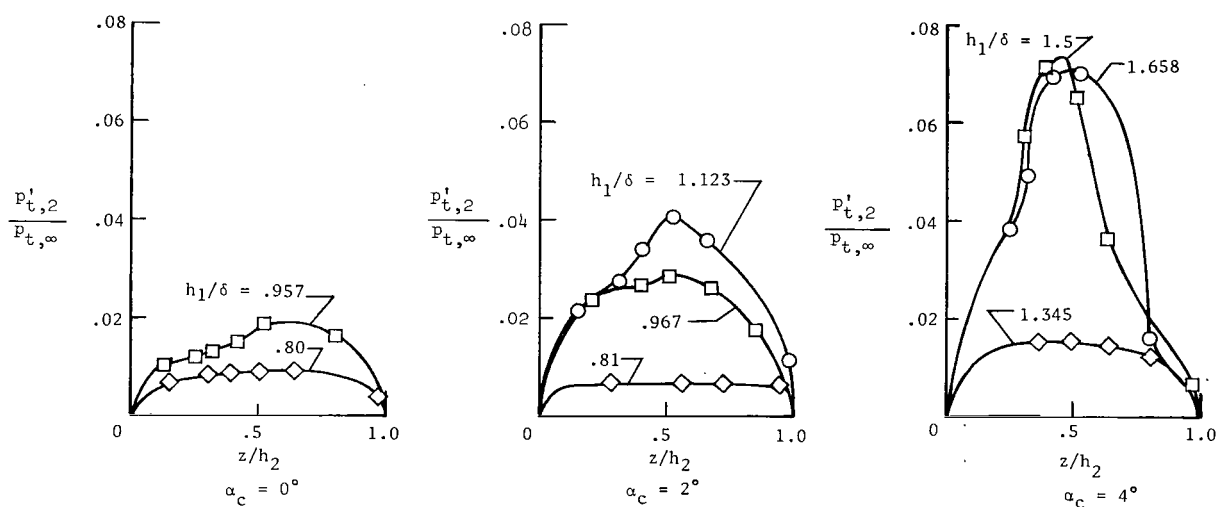 .08
.06
.04
.02
p't,2
pt,∞
h1/δ = .957
.80
0
.5
1.0
z/h2
αc = 0°
.08
.06
.04
.02
p't,2
pt,∞
h1/δ = 1.123
.967
.81
0
.5
1.0
z/h2
αc = 2°
.08
.06
.04
.02
p't,2
pt,∞
h1/δ = 1.5
1.658
1.345
0
.5
1.0
z/h2
αc = 4°